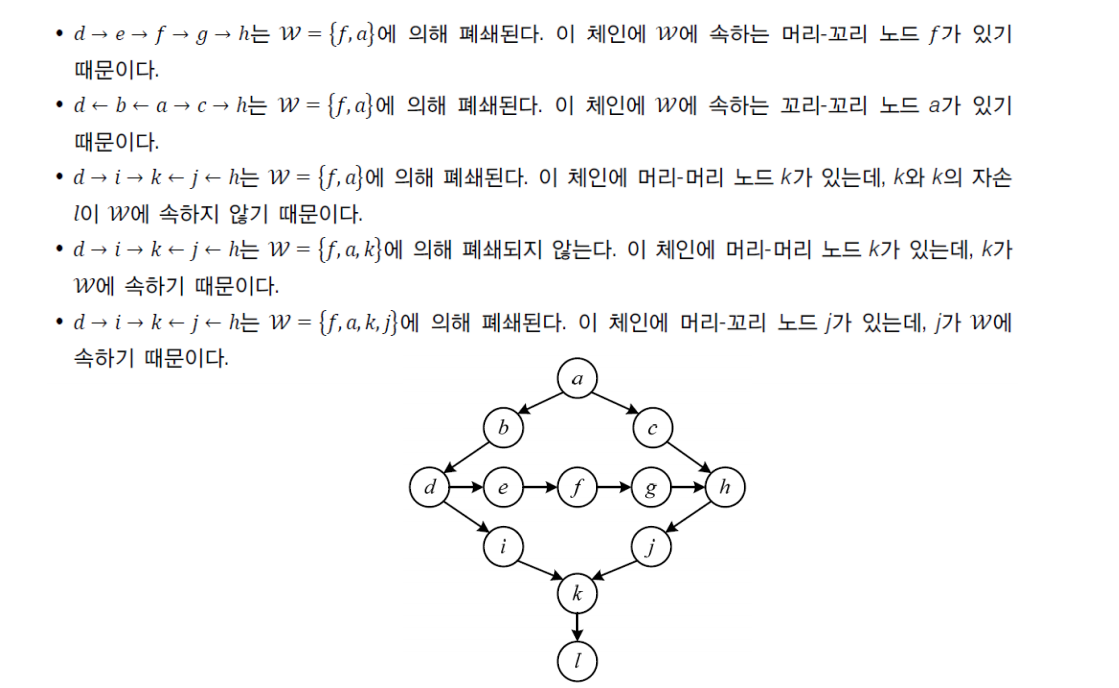 • d → e → f → g → h는 𝒲 = {f, a}에 의해 폐쇄된다. 이 체인에 𝒲에 속하는 머리-꼬리 노드 f가 있기
때문이다.
• d ← b ← a → c → h는 𝒲 = {f, a}에 의해 폐쇄된다. 이 체인에 𝒲에 속하는 꼬리-꼬리 노드 a가 있기
때문이다.
• d → i → k ← j ← h는 𝒲 = {f, a}에 의해 폐쇄된다. 이 체인에 머리-머리 노드 k가 있는데, k와 k의 자손
l이 𝒲에 속하지 않기 때문이다.
• d → i → k ← j ← h는 𝒲 = {f, a, k}에 의해 폐쇄되지 않는다. 이 체인에 머리-머리 노드 k가 있는데, k가
𝒲에 속하기 때문이다.
• d → i → k ← j ← h는 𝒲 = {f, a, k, j}에 의해 폐쇄된다. 이 체인에 머리-꼬리 노드 j가 있는데, j가 𝒲에
속하기 때문이다.
a
b c
d e f g h
i j
k
l